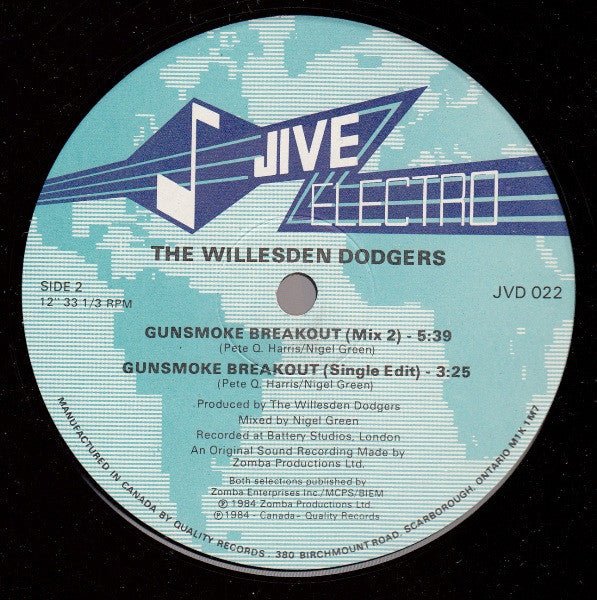 JIVE
ELECTRO
THE WILLESDEN DODGERS
SIDE 2
12" 33 1/3 RPM
JVD 022
GUNSMOKE BREAKOUT (Mix 2) - 5:39
(Pete Q. Harris/Nigel Green)
GUNSMOKE BREAKOUT (Single Edit) - 3:25
(Pete Q. Harris/Nigel Green)
Produced by The Willesden Dodgers
Mixed by Nigel Green
Recorded at Battery Studios, London
An Original Sound Recording Made by
Zomba Productions Ltd.
Both selections published by
Zomba Enterprises Inc./MCPS/BIEM
℗ 1984 Zomba Productions Ltd.
℗ 1984 - Canada - Quality Records
MANUFACTURED IN CANADA BY QUALITY RECORDS - 380 BIRCHMOUNT ROAD, SCARBOROUGH, ONTARIO M1K 1M7